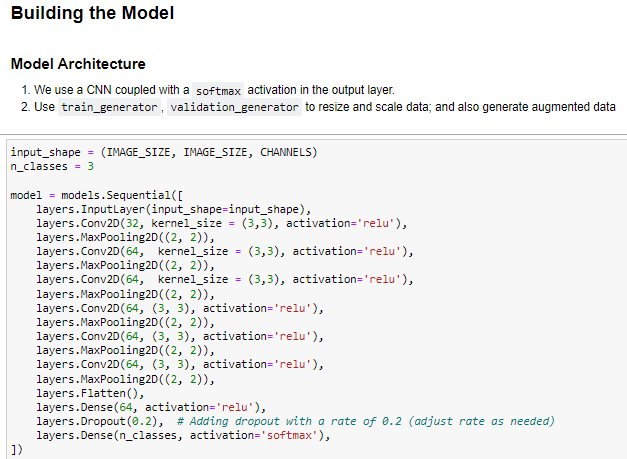 Building the Model
Model Architecture
1. We use a CNN coupled with a softmax activation in the output layer.
2. Use train_generator, validation_generator to resize and scale data; and also generate augmented data
input_shape = (IMAGE_SIZE, IMAGE_SIZE, CHANNELS)
n_classes = 3
model = models.Sequential([
    layers.InputLayer(input_shape=input_shape),
    layers.Conv2D(32, kernel_size = (3,3), activation='relu'),
    layers.MaxPooling2D((2, 2)),
    layers.Conv2D(64,  kernel_size = (3,3), activation='relu'),
    layers.MaxPooling2D((2, 2)),
    layers.Conv2D(64,  kernel_size = (3,3), activation='relu'),
    layers.MaxPooling2D((2, 2)),
    layers.Conv2D(64, (3, 3), activation='relu'),
    layers.MaxPooling2D((2, 2)),
    layers.Conv2D(64, (3, 3), activation='relu'),
    layers.MaxPooling2D((2, 2)),
    layers.Conv2D(64, (3, 3), activation='relu'),
    layers.MaxPooling2D((2, 2)),
    layers.Flatten(),
    layers.Dense(64, activation='relu'),
    layers.Dropout(0.2),  # Adding dropout with a rate of 0.2 (adjust rate as needed)
    layers.Dense(n_classes, activation='softmax'),
])